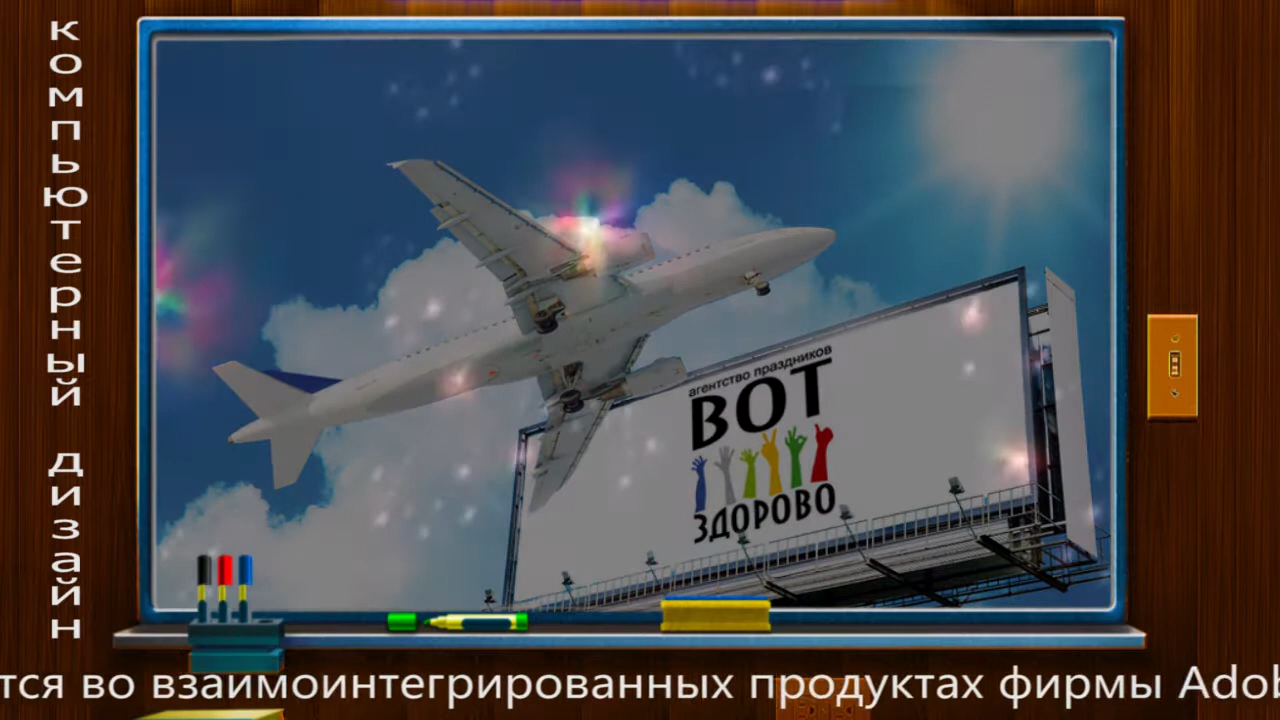 компьютерный дизайн
агентство праздников
ВОТ
ЗДОРОВО
тся во взаимоинтегрированных продуктах фирмы Adob